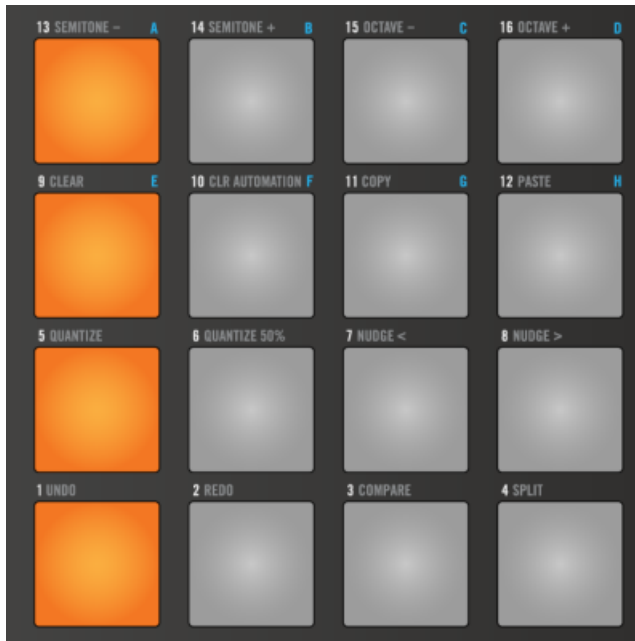 13 SEMITONE – A 14 SEMITONE + B 15 OCTAVE – C 16 OCTAVE + D
9 CLEAR E 10 CLR AUTOMATION F 11 COPY G 12 PASTE H
5 QUANTIZE 6 QUANTIZE 50% 7 NUDGE < 8 NUDGE >
1 UNDO 2 REDO 3 COMPARE 4 SPLIT